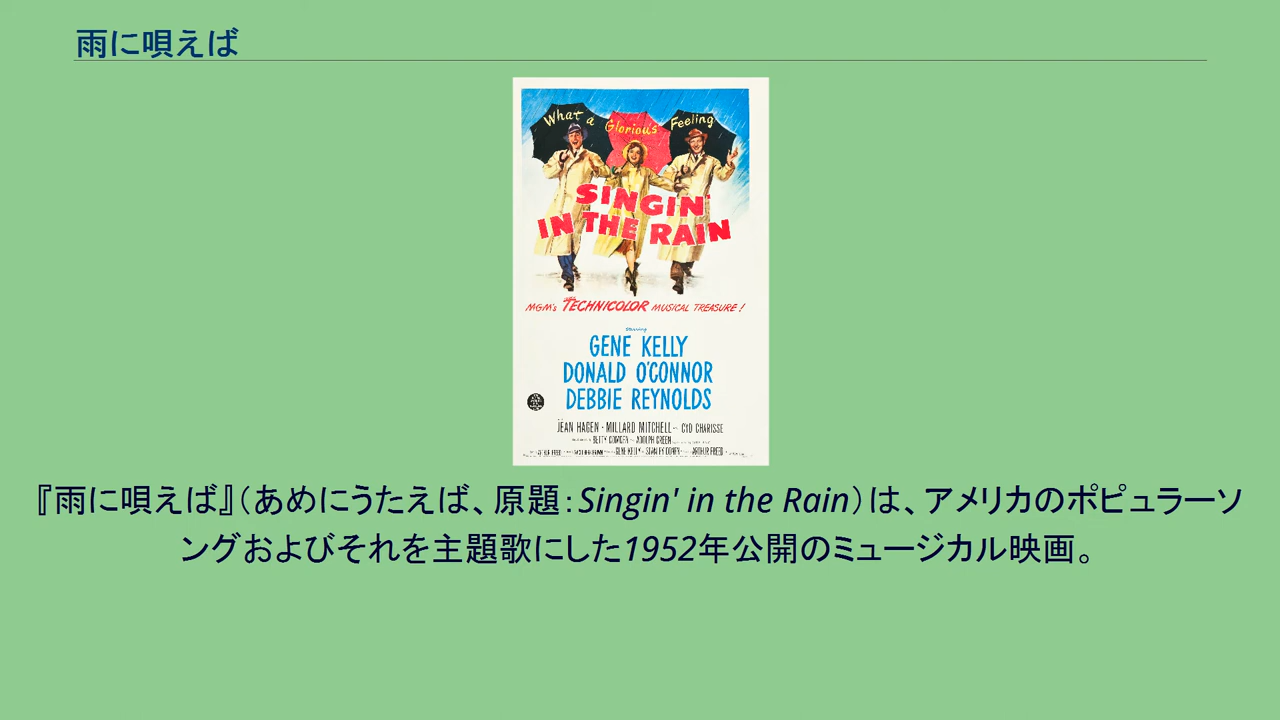 雨に唄えば
What a Glorious Feeling
SINGIN'
IN THE RAIN
MGM's TECHNICOLOR MUSICAL TREASURE!
Starring
GENE KELLY
DONALD O'CONNOR
DEBBIE REYNOLDS
JEAN HAGEN · MILLARD MITCHELL and CYD CHARISSE
BETTY COMDEN and ADOLPH GREEN
GENE KELLY and STANLEY DONEN ARTHUR FREED
『雨に唄えば』(あめにうたえば、原題：Singin' in the Rain)は、アメリカのポピュラーソ
ングおよびそれを主題歌にした1952年公開のミュージカル映画。